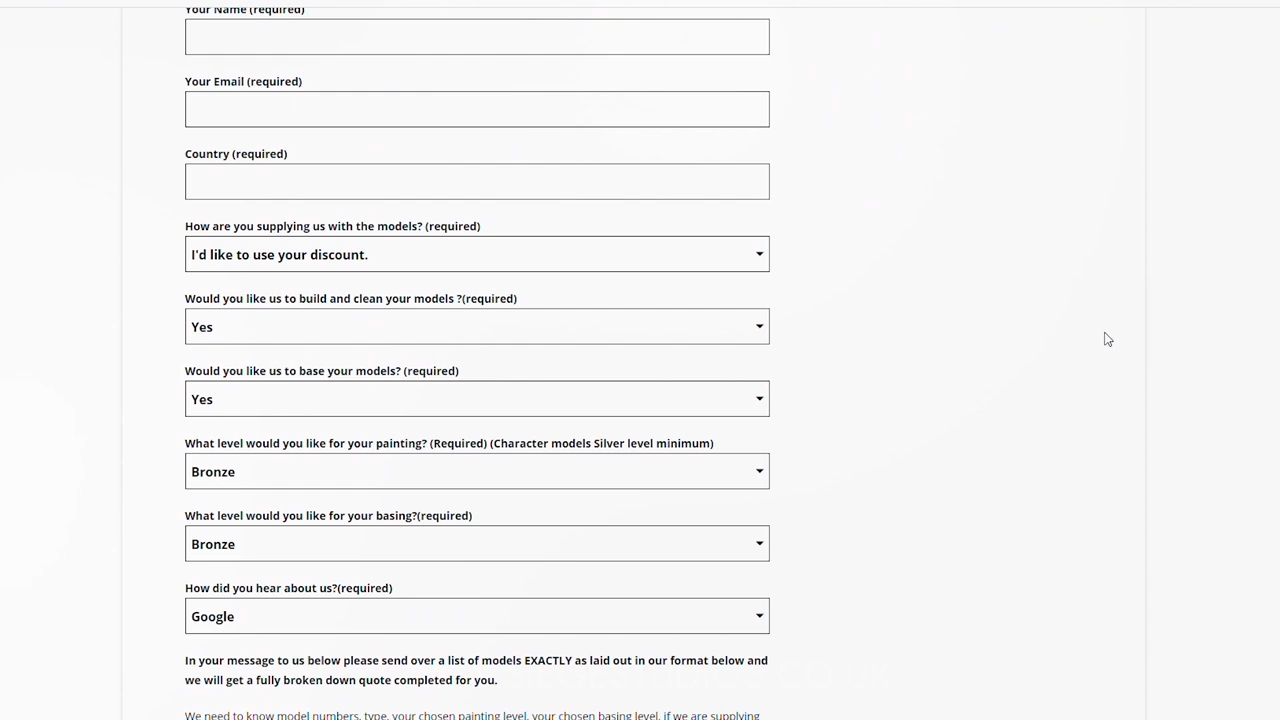 Your Name (required)
Your Email (required)
Country (required)
How are you supplying us with the models? (required)
I'd like to use your discount.
Would you like us to build and clean your models ?(required)
Yes
Would you like us to base your models? (required)
Yes
What level would you like for your painting? (Required) (Character models Silver level minimum)
Bronze
What level would you like for your basing?(required)
Bronze
How did you hear about us?(required)
Google
In your message to us below please send over a list of models EXACTLY as laid out in our format below and
we will get a fully broken down quote completed for you.
We need to know model numbers, type, your chosen painting level, your chosen basing level, if we are supplying